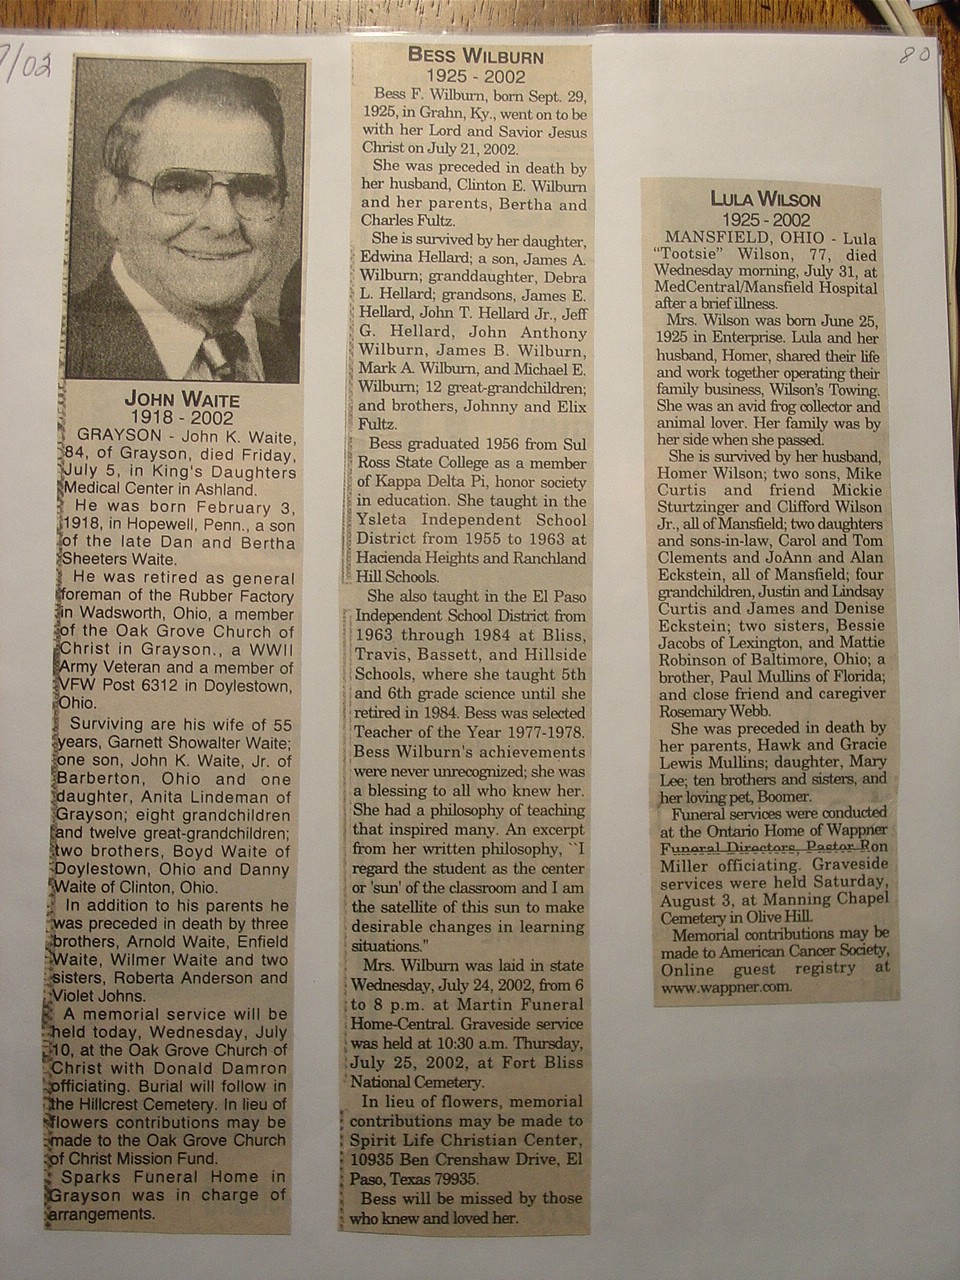 7/02
80
JOHN WAITE
1918 - 2002
GRAYSON - John K. Waite,
84, of Grayson, died Friday,
July 5, in King's Daughters
Medical Center in Ashland.
He was born February 3,
1918, in Hopewell, Penn., a son
of the late Dan and Bertha
Sheeters Waite.
He was retired as general
foreman of the Rubber Factory
in Wadsworth, Ohio, a member
of the Oak Grove Church of
Christ in Grayson., a WWII
Army Veteran and a member of
VFW Post 6312 in Doylestown,
Ohio.
Surviving are his wife of 55
years, Garnett Showalter Waite;
one son, John K. Waite, Jr. of
Barberton, Ohio and one
daughter, Anita Lindeman of
Grayson; eight grandchildren
and twelve great-grandchildren;
two brothers, Boyd Waite of
Doylestown, Ohio and Danny
Waite of Clinton, Ohio.
In addition to his parents he
was preceded in death by three
brothers, Arnold Waite, Enfield
Waite, Wilmer Waite and two
sisters, Roberta Anderson and
Violet Johns.
A memorial service will be
held today, Wednesday, July
10, at the Oak Grove Church of
Christ with Donald Damron
officiating. Burial will follow in
the Hillcrest Cemetery. In lieu of
flowers contributions may be
made to the Oak Grove Church
of Christ Mission Fund.
Sparks Funeral Home in
Grayson was in charge of
arrangements.
BESS WILBURN
1925 - 2002
Bess F. Wilburn, born Sept. 29,
1925, in Grahn, Ky., went on to be
with her Lord and Savior Jesus
Christ on July 21, 2002.
She was preceded in death by
her husband, Clinton E. Wilburn
and her parents, Bertha and
Charles Fultz.
She is survived by her daughter,
Edwina Hellard; a son, James A.
Wilburn; granddaughter, Debra
L. Hellard; grandsons, James E.
Hellard, John T. Hellard Jr., Jeff
G. Hellard, John Anthony
Wilburn, James B. Wilburn,
Mark A. Wilburn, and Michael E.
Wilburn; 12 great-grandchildren;
and brothers, Johnny and Elix
Fultz.
Bess graduated 1956 from Sul
Ross State College as a member
of Kappa Delta Pi, honor society
in education. She taught in the
Ysleta Independent School
District from 1955 to 1963 at
Hacienda Heights and Ranchland
Hill Schools.
She also taught in the El Paso
Independent School District from
1963 through 1984 at Bliss,
Travis, Bassett, and Hillside
Schools, where she taught 5th
and 6th grade science until she
retired in 1984. Bess was selected
Teacher of the Year 1977-1978.
Bess Wilburn's achievements
were never unrecognized; she was
a blessing to all who knew her.
She had a philosophy of teaching
that inspired many. An excerpt
from her written philosophy, ``I
regard the student as the center
or 'sun' of the classroom and I am
the satellite of this sun to make
desirable changes in learning
situations."
Mrs. Wilburn was laid in state
Wednesday, July 24, 2002, from 6
to 8 p.m. at Martin Funeral
Home-Central. Graveside service
was held at 10:30 a.m. Thursday,
July 25, 2002, at Fort Bliss
National Cemetery.
In lieu of flowers, memorial
contributions may be made to
Spirit Life Christian Center,
10935 Ben Crenshaw Drive, El
Paso, Texas 79935.
Bess will be missed by those
who knew and loved her.
LULA WILSON
1925 - 2002
MANSFIELD, OHIO - Lula
"Tootsie" Wilson, 77, died
Wednesday morning, July 31, at
MedCentral/Mansfield Hospital
after a brief illness.
Mrs. Wilson was born June 25,
1925 in Enterprise. Lula and her
husband, Homer, shared their life
and work together operating their
family business, Wilson's Towing.
She was an avid frog collector and
animal lover. Her family was by
her side when she passed.
She is survived by her husband,
Homer Wilson; two sons, Mike
Curtis and friend Mickie
Sturtzinger and Clifford Wilson
Jr., all of Mansfield; two daughters
and sons-in-law, Carol and Tom
Clements and JoAnn and Alan
Eckstein, all of Mansfield; four
grandchildren, Justin and Lindsay
Curtis and James and Denise
Eckstein; two sisters, Bessie
Jacobs of Lexington, and Mattie
Robinson of Baltimore, Ohio; a
brother, Paul Mullins of Florida;
and close friend and caregiver
Rosemary Webb.
She was preceded in death by
her parents, Hawk and Gracie
Lewis Mullins; daughter, Mary
Lee; ten brothers and sisters, and
her loving pet, Boomer.
Funeral services were conducted
at the Ontario Home of Wappner
Funeral Directors, Pastor Ron
Miller officiating. Graveside
services were held Saturday,
August 3, at Manning Chapel
Cemetery in Olive Hill.
Memorial contributions may be
made to American Cancer Society,
Online guest registry at
www.wappner.com.